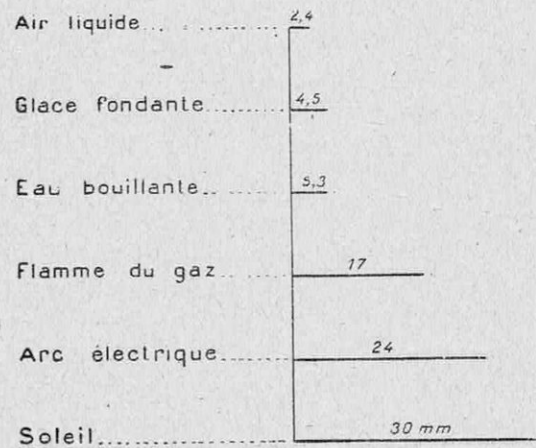 Air liquide 2,4
Glace fondante 4,5
Eau bouillante 5,3
Flamme du gaz 17
Arc électrique 24
Soleil 30 mm